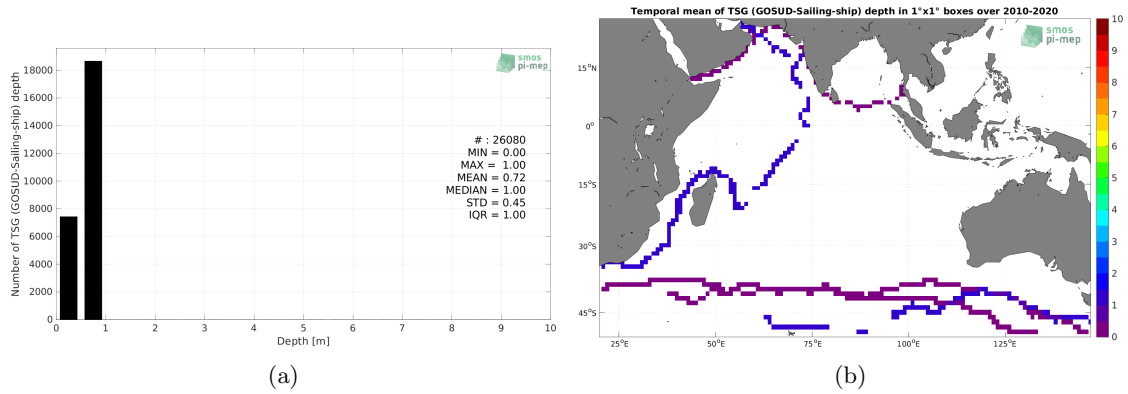 smos
pi-mep
18000
16000
14000
12000
10000
8000
6000
4000
2000
0
Number of TSG (GOSUD-Sailing-ship) depth
# : 26080
MIN = 0.00
MAX = 1.00
MEAN = 0.72
MEDIAN = 1.00
STD = 0.45
IQR = 1.00
0 1 2 3 4 5 6 7 8 9 10
Depth [m]
(a)
Temporal mean of TSG (GOSUD-Sailing-ship) depth in 1°x1° boxes over 2010-2020
smos
pi-mep
15°N
0°
15°S
30°S
45°S
25°E 50°E 75°E 100°E 125°E
10
9
8
7
6
5
4
3
2
1
0
(b)